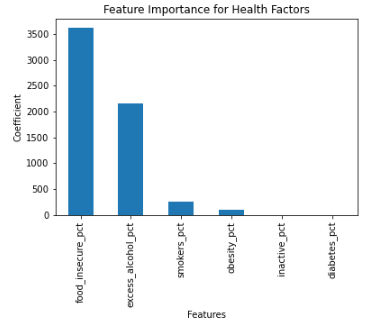 Feature Importance for Health Factors
3500
3000
2500
2000
1500
1000
500
0
Coefficient
food_insecure_pct
excess_alcohol_pct
smokers_pct
obesity_pct
inactive_pct
diabetes_pct
Features